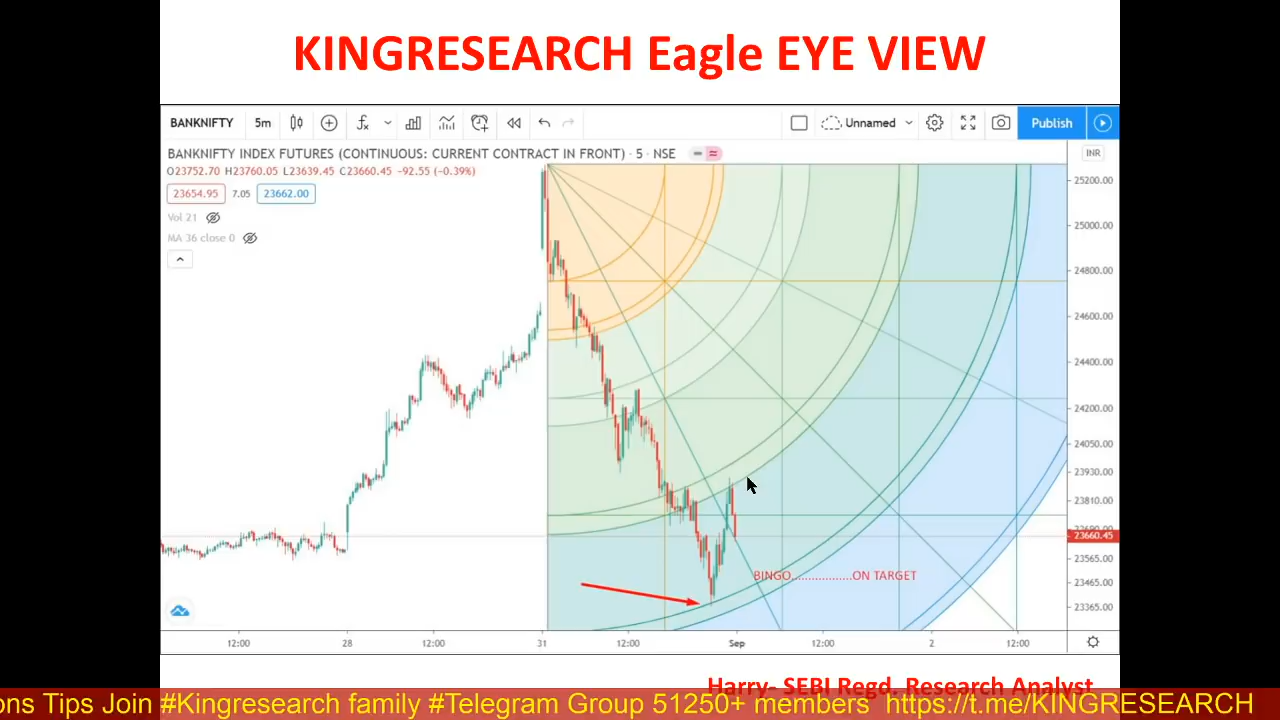 KINGRESEARCH Eagle EYE VIEW
BANKNIFTY 5m Unnamed Publish
BANKNIFTY INDEX FUTURES (CONTINUOUS: CURRENT CONTRACT IN FRONT) · 5 · NSE
INR
O23752.70 H23760.05 L23639.45 C23660.45 −92.55 (−0.39%)
23654.95 7.05 23662.00
Vol 21
MA 36 close 0
25200.00
25000.00
24800.00
24600.00
24400.00
24200.00
24050.00
23930.00
23810.00
23660.45
23565.00
BINGO.................ON TARGET
23465.00
23365.00
12:00 28 12:00 31 12:00 Sep 12:00 2 12:00
Harry- SEBI Regd. Research Analyst
ons Tips Join #Kingresearch family #Telegram Group 51250+ members https://t.me/KINGRESEARCH